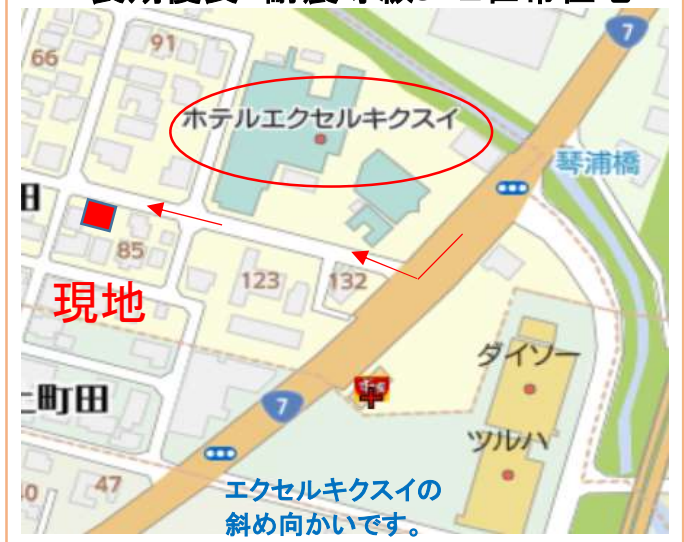 91
7
66
ホテルエクセルキクスイ
琴浦橋
田
85
現地
123
132
ダイソー
町田
7
ツルハ
47
エクセルキクスイの
斜め向かいです。